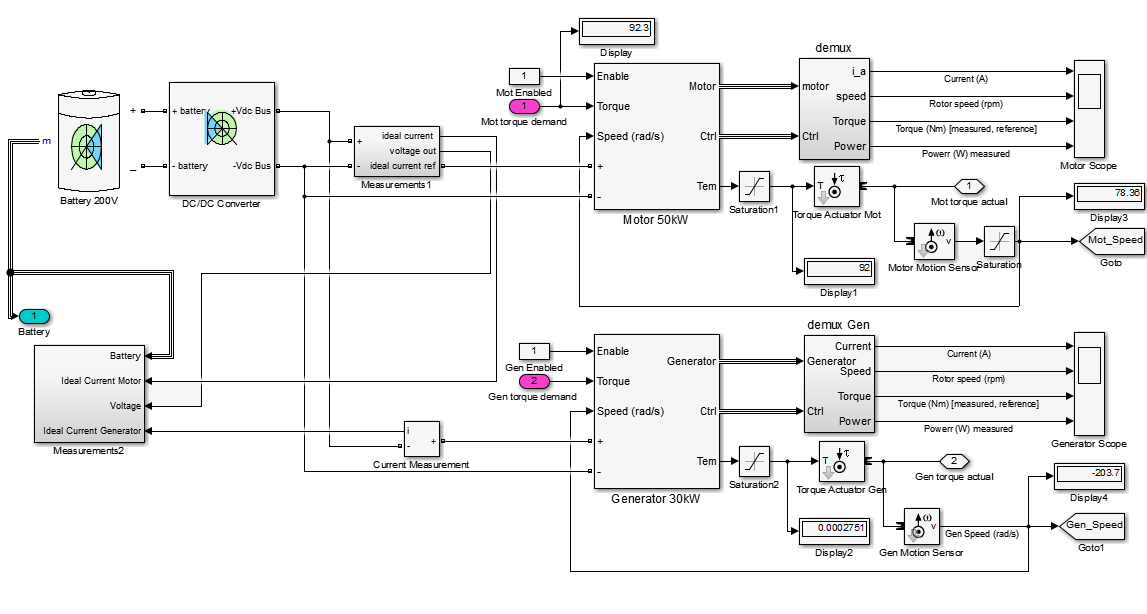 92.3
Display
demux
1
Mot Enabled
1
Mot torque demand
Enable
Torque
Speed (rad/s)
+
-
Motor
Ctrl
Tem
Motor 50kW
motor
Ctrl
i_a
speed
Torque
Power
Current (A)
Rotor speed (rpm)
Torque (Nm) [measured, reference]
Powerr (W) measured
Motor Scope
+
_
m
Battery 200V
+ battery
- battery
+Vdc Bus
-Vdc Bus
DC/DC Converter
+
-
ideal current
voltage out
ideal current ref
Measurements1
Saturation1
T
τ
Torque Actuator Mot
1
Mot torque actual
78.36
Display3
ω
v
Motor Motion Sensor
Saturation
Mot_Speed
Goto
92
Display1
1
Battery
Battery
Ideal Current Motor
Voltage
Ideal Current Generator
Measurements2
i
-
+
Current Measurement
1
Gen Enabled
2
Gen torque demand
Enable
Torque
Speed (rad/s)
+
-
Generator
Ctrl
Tem
Generator 30kW
demux Gen
Generator
Ctrl
Current
Speed
Torque
Power
Current (A)
Rotor speed (rpm)
Torque (Nm) [measured, reference]
Powerr (W) measured
Generator Scope
Saturation2
T
τ
Torque Actuator Gen
2
Gen torque actual
-203.7
Display4
0.0002751
Display2
ω
v
Gen Motion Sensor
Gen Speed (rad/s)
Gen_Speed
Goto1